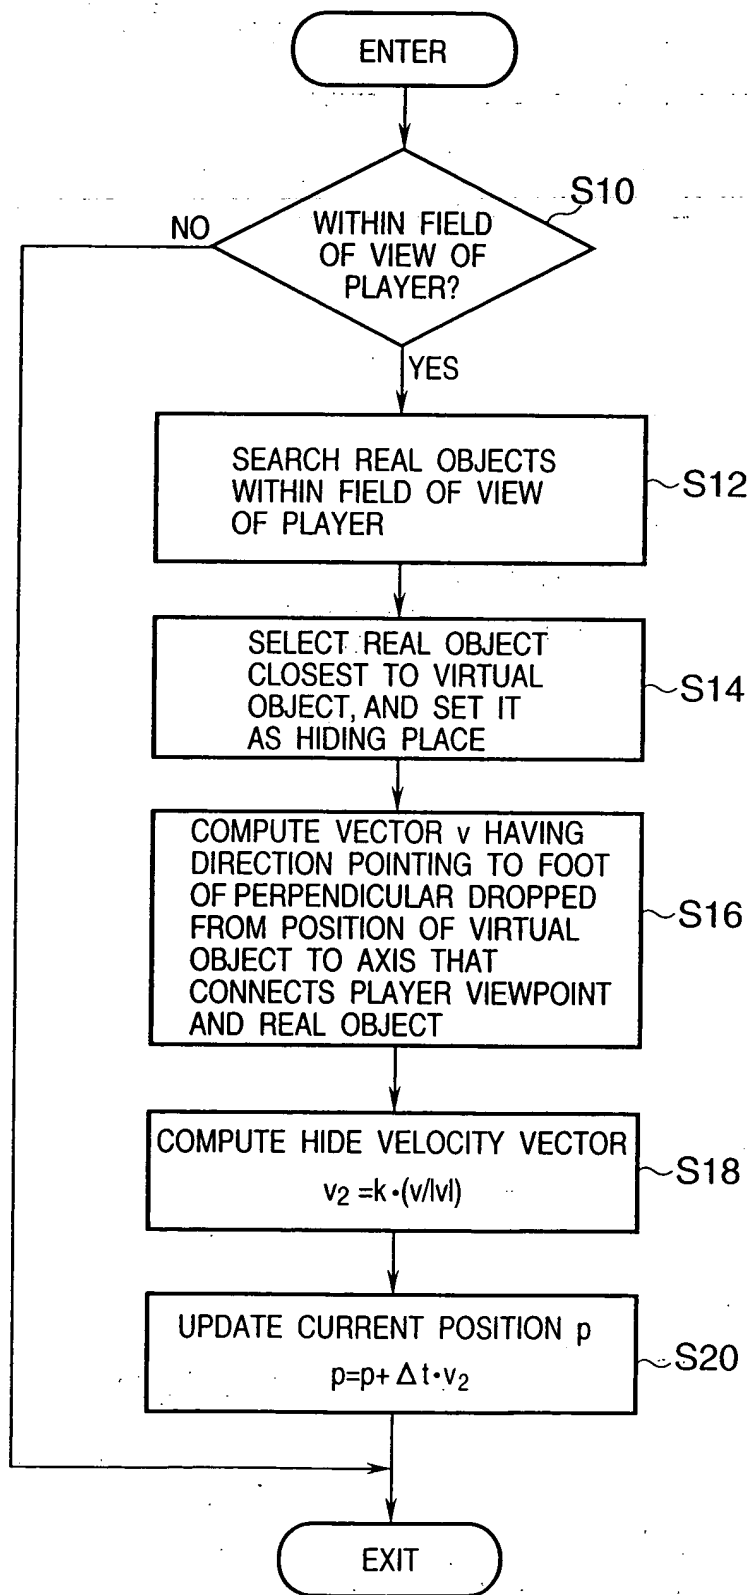 ENTER
S10
NO
WITHIN FIELD
OF VIEW OF
PLAYER?
YES
SEARCH REAL OBJECTS
WITHIN FIELD OF VIEW
OF PLAYER
S12
SELECT REAL OBJECT
CLOSEST TO VIRTUAL
OBJECT, AND SET IT
AS HIDING PLACE
S14
COMPUTE VECTOR v HAVING
DIRECTION POINTING TO FOOT
OF PERPENDICULAR DROPPED
FROM POSITION OF VIRTUAL
OBJECT TO AXIS THAT
CONNECTS PLAYER VIEWPOINT
AND REAL OBJECT
S16
COMPUTE HIDE VELOCITY VECTOR
v₂ =k·(v/|v|)
S18
UPDATE CURRENT POSITION p
p=p+Δt·v₂
S20
EXIT